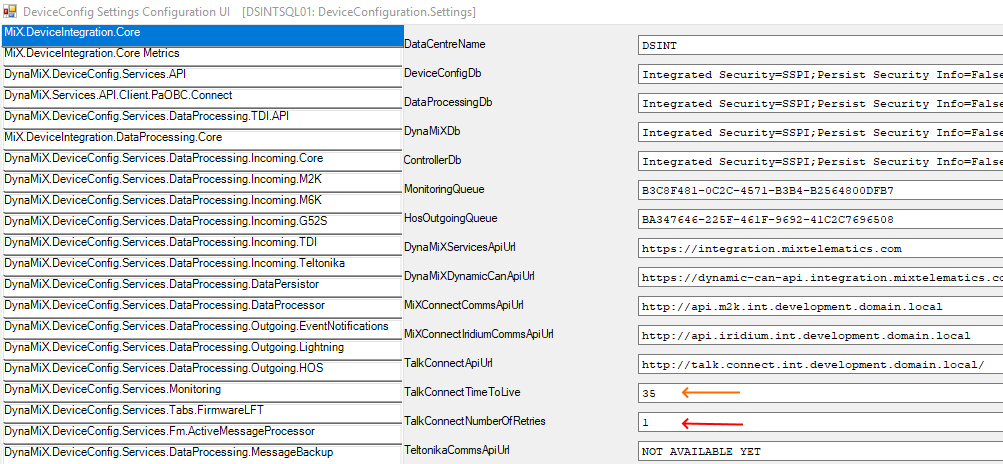 DeviceConfig Settings Configuration UI [DSINTSQL01: DeviceConfiguration.Settings]
MiX.DeviceIntegration.Core
MiX.DeviceIntegration.Core Metrics
DynaMiX.DeviceConfig.Services.API
DynaMiX.Services.API.Client.PaOBC.Connect
DynaMiX.DeviceConfig.Services.DataProcessing.TDI.API
MiX.DeviceIntegration.DataProcessing.Core
DynaMiX.DeviceConfig.Services.DataProcessing.Incoming.Core
DynaMiX.DeviceConfig.Services.DataProcessing.Incoming.M2K
DynaMiX.DeviceConfig.Services.DataProcessing.Incoming.M6K
DynaMiX.DeviceConfig.Services.DataProcessing.Incoming.G52S
DynaMiX.DeviceConfig.Services.DataProcessing.Incoming.TDI
DynaMiX.DeviceConfig.Services.DataProcessing.Incoming.Teltonika
DynaMiX.DeviceConfig.Services.DataProcessing.DataPersistor
DynaMiX.DeviceConfig.Services.DataProcessing.DataProcessor
DynaMiX.DeviceConfig.Services.DataProcessing.Outgoing.EventNotifications
DynaMiX.DeviceConfig.Services.DataProcessing.Outgoing.Lightning
DynaMiX.DeviceConfig.Services.DataProcessing.Outgoing.HOS
DynaMiX.DeviceConfig.Services.Monitoring
DynaMiX.DeviceConfig.Services.Tabs.FirmwareLFT
DynaMiX.DeviceConfig.Services.Fm.ActiveMessageProcessor
DynaMiX.DeviceConfig.Services.DataProcessing.MessageBackup
DataCentreName DSINT
DeviceConfigDb Integrated Security=SSPI;Persist Security Info=False
DataProcessingDb Integrated Security=SSPI;Persist Security Info=False
DynaMiXDb Integrated Security=SSPI;Persist Security Info=False
ControllerDb Integrated Security=SSPI;Persist Security Info=False
MonitoringQueue B3C8F481-0C2C-4571-B3B4-B2564800DFB7
HosOutgoingQueue BA347646-225F-461F-9692-41C2C7696508
DynaMiXServicesApiUrl https://integration.mixtelematics.com
DynaMiXDynamicCanApiUrl https://dynamic-can-api.integration.mixtelematics.co
MiXConnectCommsApiUrl http://api.m2k.int.development.domain.local
MiXConnectIridiumCommsApiUrl http://api.iridium.int.development.domain.local
TalkConnectApiUrl http://talk.connect.int.development.domain.local/
TalkConnectTimeToLive 35
TalkConnectNumberOfRetries 1
TeltonikaCommsApiUrl NOT AVAILABLE YET